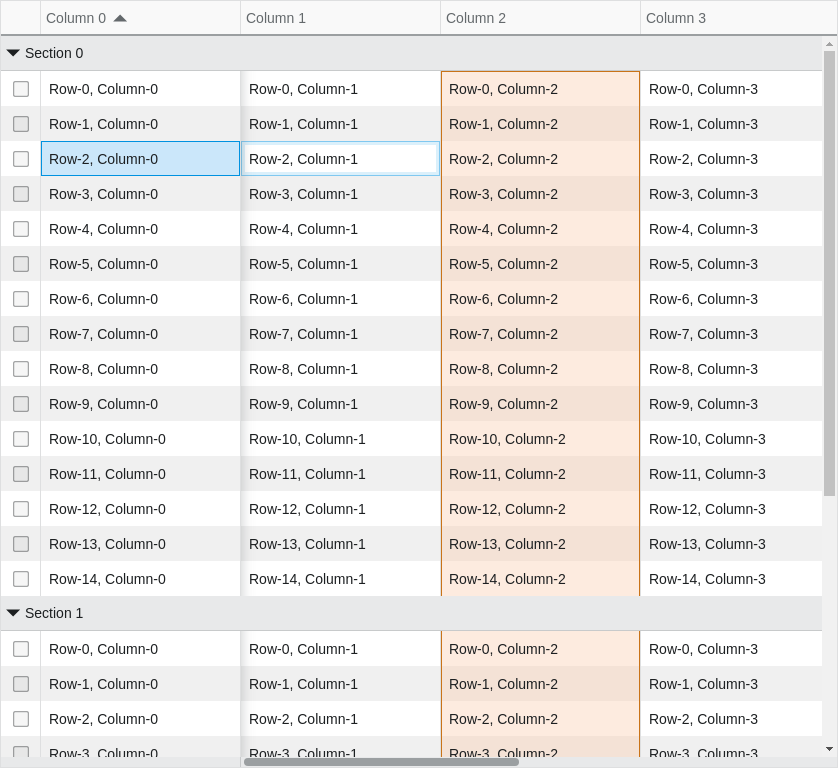 Column 0 Column 1 Column 2 Column 3
Section 0
Row-0, Column-0 Row-0, Column-1 Row-0, Column-2 Row-0, Column-3
Row-1, Column-0 Row-1, Column-1 Row-1, Column-2 Row-1, Column-3
Row-2, Column-0 Row-2, Column-1 Row-2, Column-2 Row-2, Column-3
Row-3, Column-0 Row-3, Column-1 Row-3, Column-2 Row-3, Column-3
Row-4, Column-0 Row-4, Column-1 Row-4, Column-2 Row-4, Column-3
Row-5, Column-0 Row-5, Column-1 Row-5, Column-2 Row-5, Column-3
Row-6, Column-0 Row-6, Column-1 Row-6, Column-2 Row-6, Column-3
Row-7, Column-0 Row-7, Column-1 Row-7, Column-2 Row-7, Column-3
Row-8, Column-0 Row-8, Column-1 Row-8, Column-2 Row-8, Column-3
Row-9, Column-0 Row-9, Column-1 Row-9, Column-2 Row-9, Column-3
Row-10, Column-0 Row-10, Column-1 Row-10, Column-2 Row-10, Column-3
Row-11, Column-0 Row-11, Column-1 Row-11, Column-2 Row-11, Column-3
Row-12, Column-0 Row-12, Column-1 Row-12, Column-2 Row-12, Column-3
Row-13, Column-0 Row-13, Column-1 Row-13, Column-2 Row-13, Column-3
Row-14, Column-0 Row-14, Column-1 Row-14, Column-2 Row-14, Column-3
Section 1
Row-0, Column-0 Row-0, Column-1 Row-0, Column-2 Row-0, Column-3
Row-1, Column-0 Row-1, Column-1 Row-1, Column-2 Row-1, Column-3
Row-2, Column-0 Row-2, Column-1 Row-2, Column-2 Row-2, Column-3
Row-3, Column-0 Row-3, Column-1 Row-3, Column-2 Row-3, Column-3